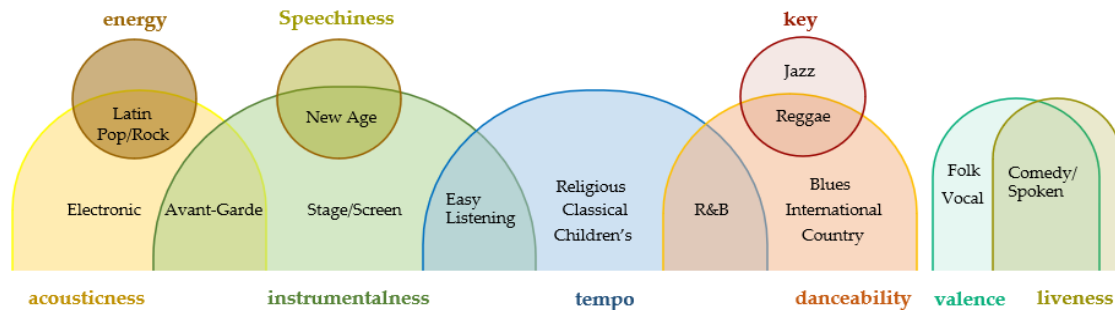 energy
Speechiness
key
Jazz
Latin
Pop/Rock
New Age
Reggae
Electronic
Avant-Garde
Stage/Screen
Easy
Listening
Religious
Classical
Children's
R&B
Blues
International
Country
Folk
Vocal
Comedy/
Spoken
acousticness
instrumentalness
tempo
danceability
valence
liveness